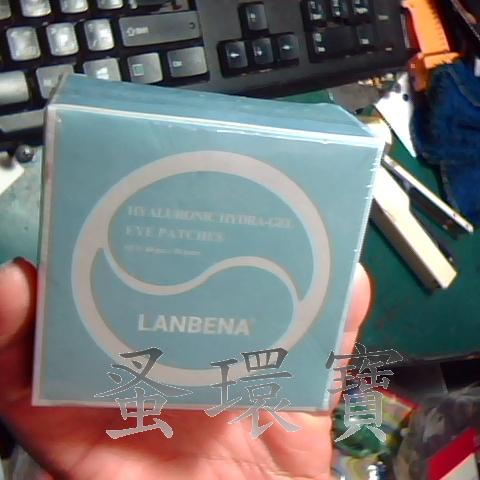 HYALURONIC HYDRA-GEL
EYE PATCHES
LANBENA
蚤環寶